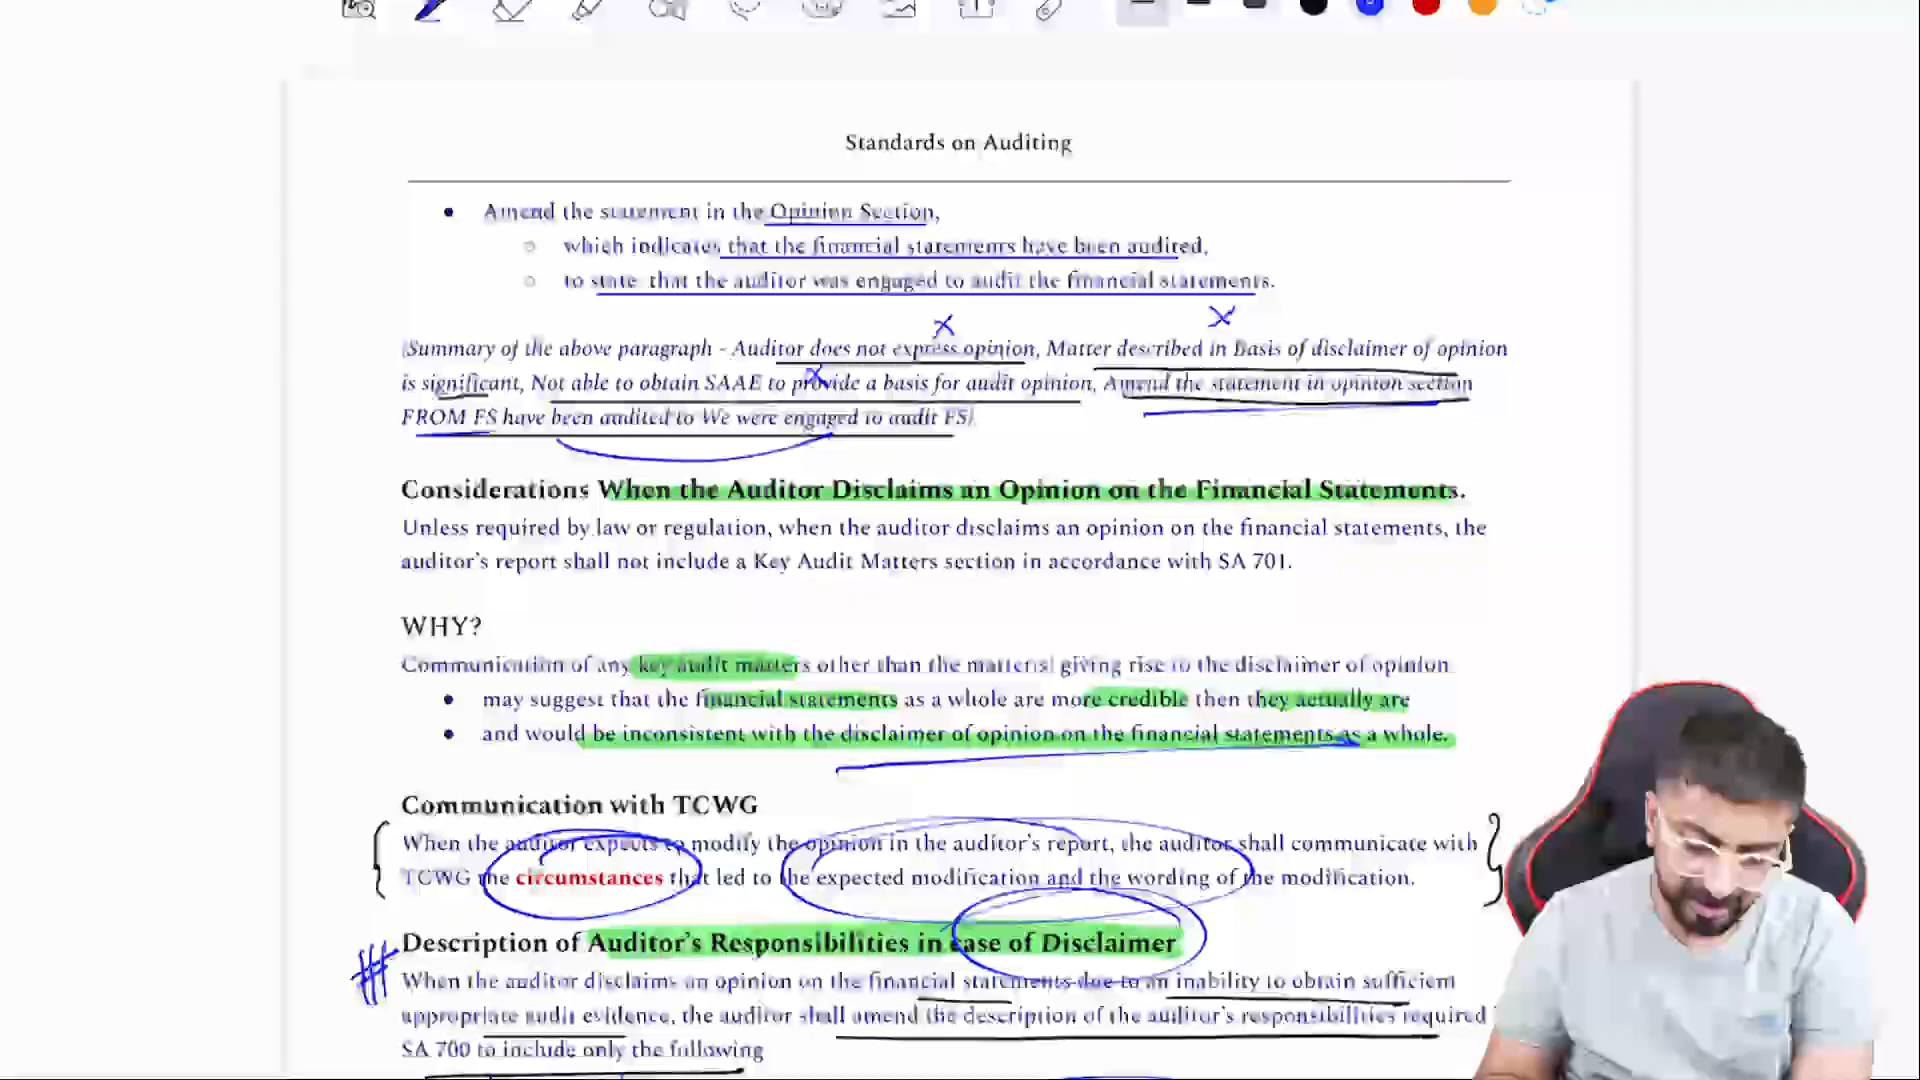 Standards on Auditing
• Amend the statement in the Opinion Section,
○ which indicates that the financial statements have been audited,
○ to state that the auditor was engaged to audit the financial statements.
(Summary of the above paragraph - Auditor does not express opinion, Matter described in Basis of disclaimer of opinion
is significant, Not able to obtain SAAE to provide a basis for audit opinion, Amend the statement in opinion section
FROM FS have been audited to We were engaged to audit FS)
Considerations When the Auditor Disclaims an Opinion on the Financial Statements.
Unless required by law or regulation, when the auditor disclaims an opinion on the financial statements, the
auditor's report shall not include a Key Audit Matters section in accordance with SA 701.
WHY?
Communication of any key audit matters other than the matter(s) giving rise to the disclaimer of opinion
• may suggest that the financial statements as a whole are more credible then they actually are
• and would be inconsistent with the disclaimer of opinion on the financial statements as a whole.
Communication with TCWG
When the auditor expects to modify the opinion in the auditor's report, the auditor shall communicate with
TCWG the circumstances that led to the expected modification and the wording of the modification.
Description of Auditor's Responsibilities in case of Disclaimer
When the auditor disclaims an opinion on the financial statements due to an inability to obtain sufficient
appropriate audit evidence, the auditor shall amend the description of the auditor's responsibilities required
SA 700 to include only the following